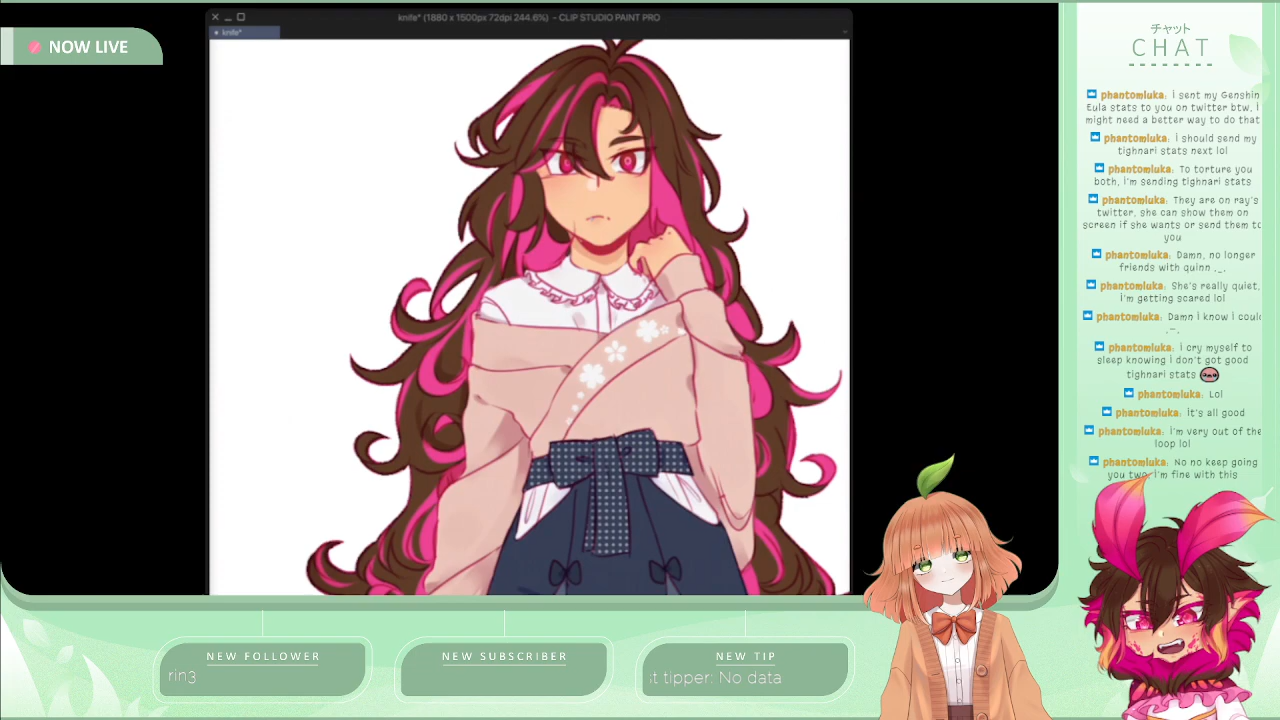 knife* (1880 x 1500px 72dpi 244.6%) - CLIP STUDIO PAINT PRO
knife*
NOW LIVE
チャット
CHAT
phantomluka: i sent my Genshin
Eula stats to you on twitter btw, i
might need a better way to do that
phantomluka: i should send my
tighnari stats next lol
phantomluka: To torture you
both, i'm sending tighnari stats
phantomluka: They are on ray's
twitter, she can show them on
screen if she wants or send them to
you
phantomluka: Damn, no longer
friends with quinn ._.
phantomluka: She's really quiet,
i'm getting scared lol
phantomluka: Damn i know i could
._.
phantomluka: i cry myself to
sleep knowing i don't got good
tighnari stats
phantomluka: Lol
phantomluka: it's all good
phantomluka: i'm very out of the
loop lol
phantomluka: No no keep going
you two, i'm fine with this
NEW FOLLOWER
rin3
NEW SUBSCRIBER
NEW TIP
st tipper: No data